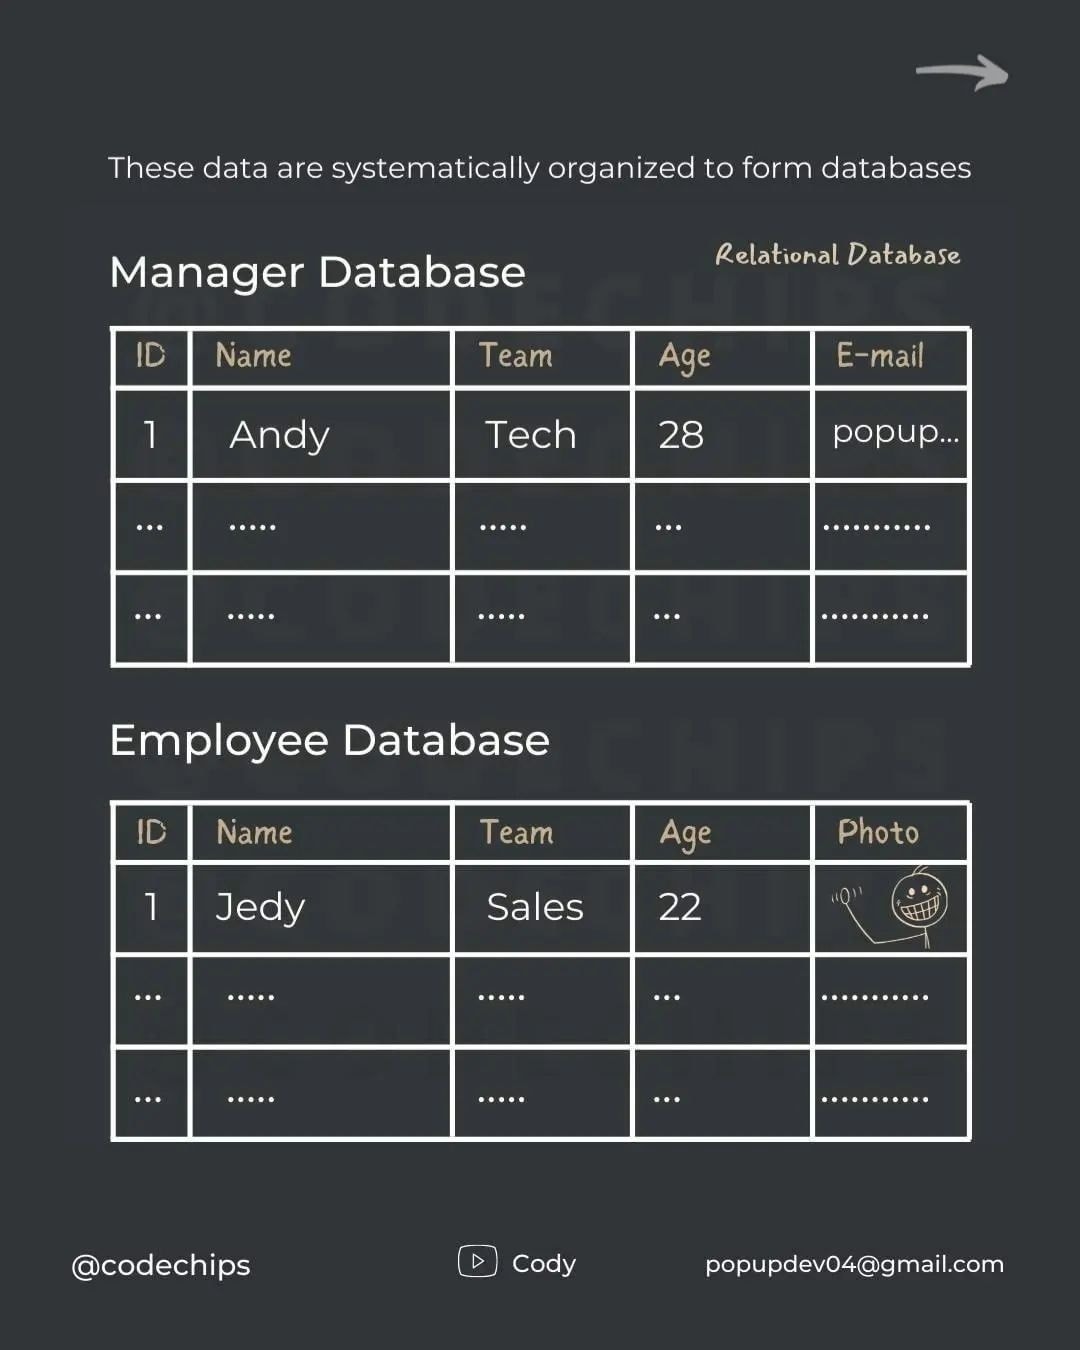 These data are systematically organized to form databases
Manager Database
Relational Database
ID Name Team Age E-mail
1 Andy Tech 28 popup...
... ..... ..... ... ...........
... ..... ..... ... ...........
Employee Database
ID Name Team Age Photo
1 Jedy Sales 22
... ..... ..... ... ...........
... ..... ..... ... ...........
@codechips
Cody
popupdev04@gmail.com